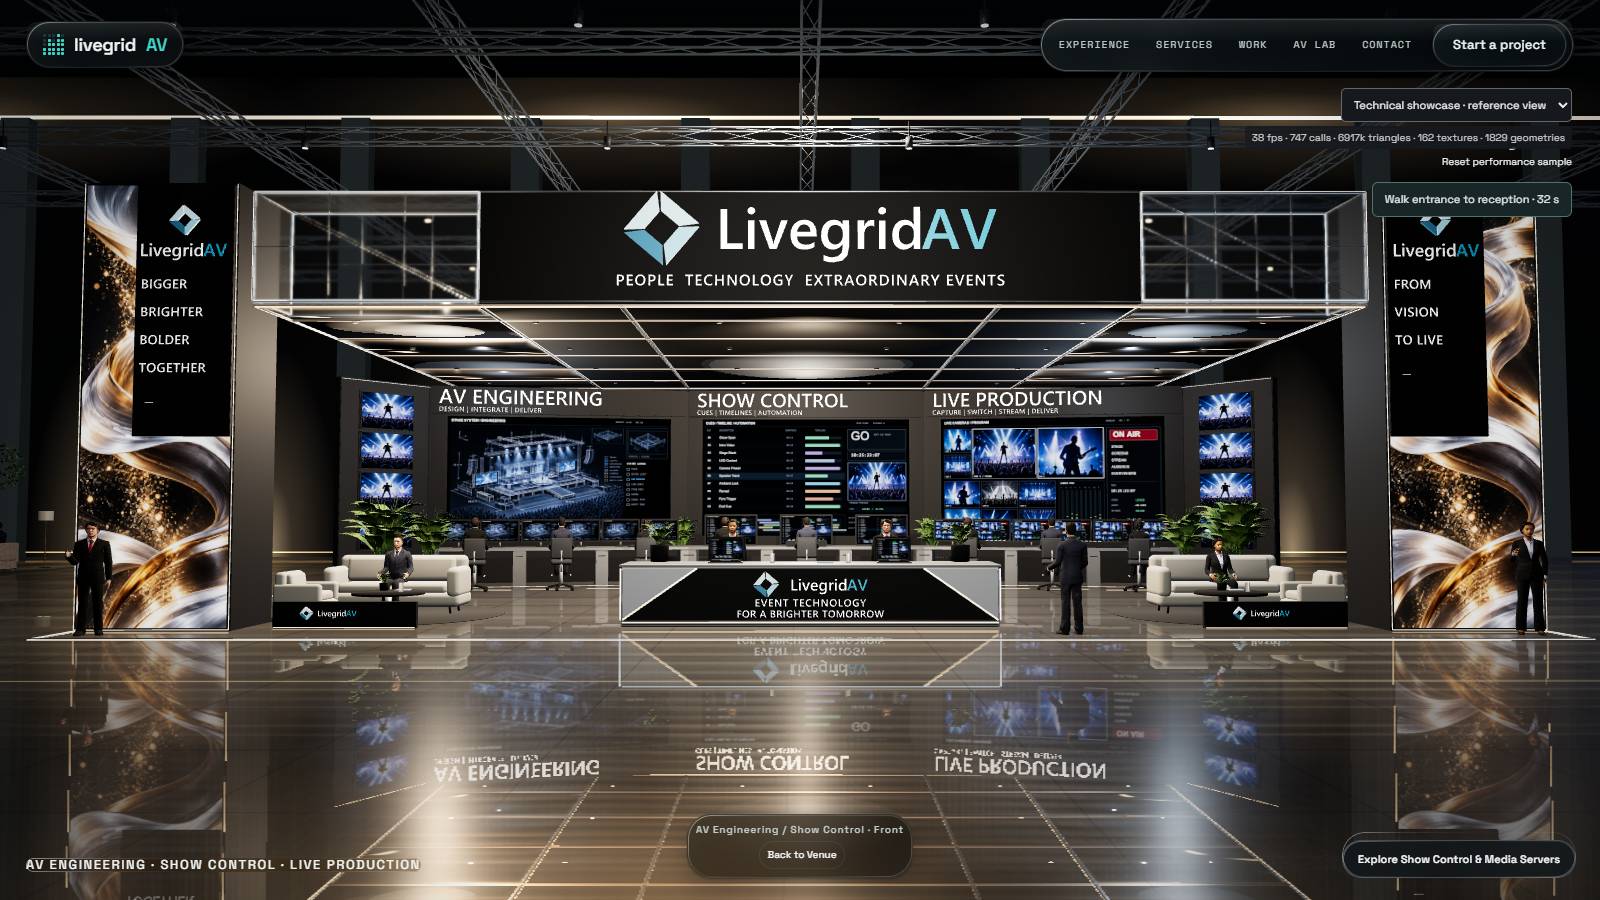 livegrid AV
EXPERIENCE SERVICES WORK AV LAB CONTACT Start a project
Technical showcase · reference view
38 fps · 747 calls · 6917k triangles · 162 textures · 1829 geometries
Reset performance sample
Walk entrance to reception · 32 s
LivegridAV
PEOPLE TECHNOLOGY EXTRAORDINARY EVENTS
LivegridAV
BIGGER
BRIGHTER
BOLDER
TOGETHER
LivegridAV
FROM
VISION
TO LIVE
AV ENGINEERING
DESIGN | INTEGRATE | DELIVER
SHOW CONTROL
CUES | TIMELINES | AUTOMATION
LIVE PRODUCTION
CAPTURE | SWITCH | STREAM | DELIVER
GO
ON AIR
LivegridAV
EVENT TECHNOLOGY
FOR A BRIGHTER TOMORROW
LivegridAV
LivegridAV
AV Engineering / Show Control · Front
Back to Venue
AV ENGINEERING · SHOW CONTROL · LIVE PRODUCTION
Explore Show Control & Media Servers